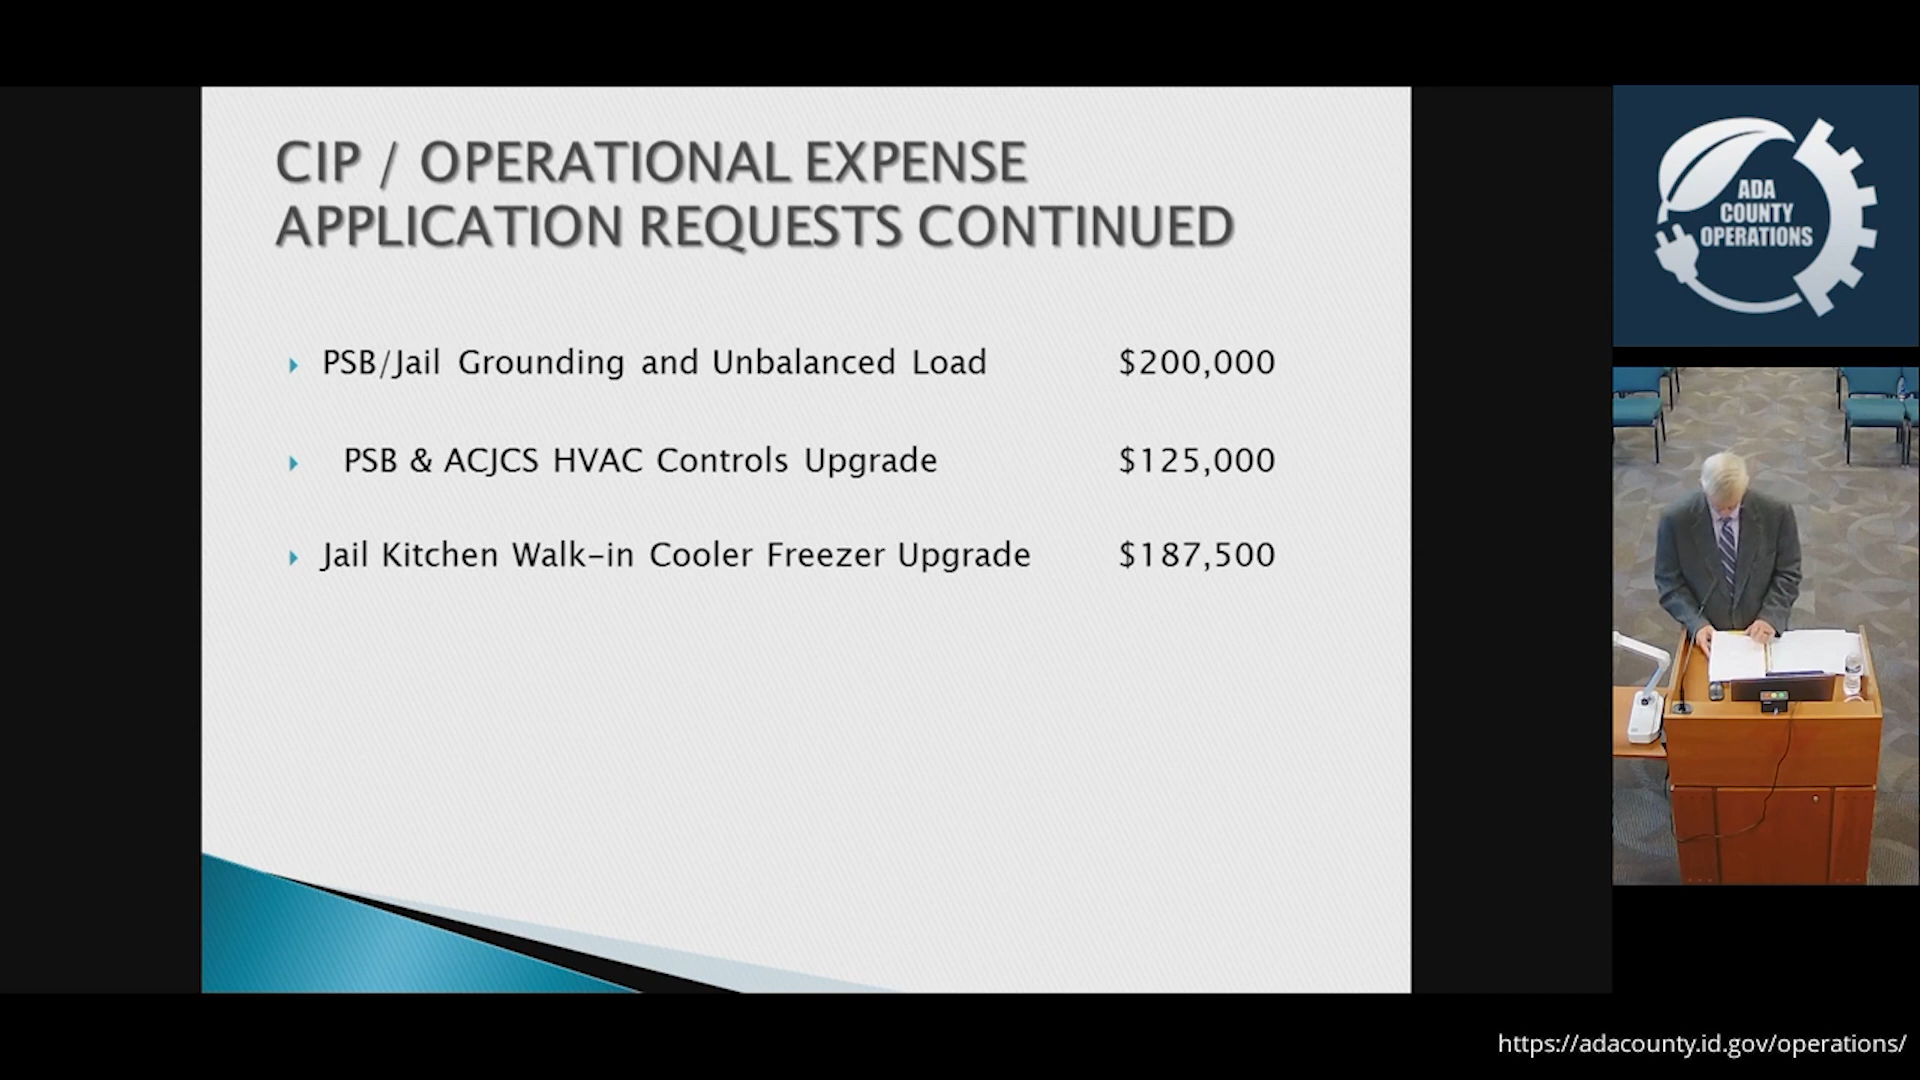 CIP / OPERATIONAL EXPENSE
APPLICATION REQUESTS CONTINUED
PSB/Jail Grounding and Unbalanced Load $200,000
PSB & ACJCS HVAC Controls Upgrade $125,000
Jail Kitchen Walk-in Cooler Freezer Upgrade $187,500
ADA
COUNTY
OPERATIONS
https://adacounty.id.gov/operations/